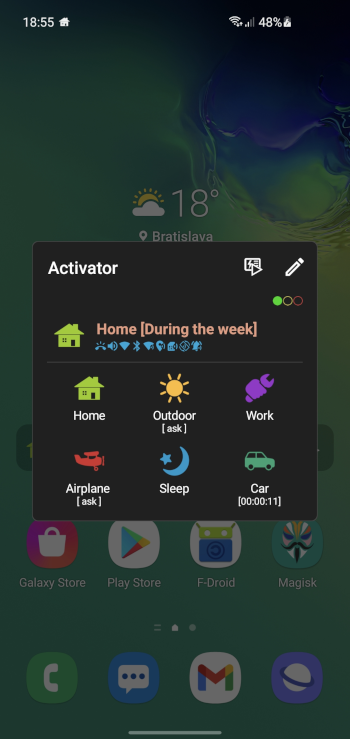 18:55
48%
18°
Bratislava
Activator
Home [During the week]
Home
Outdoor
Work
[ ask ]
Airplane
Sleep
Car
[ ask ]
[00:00:11]
Galaxy Store
Play Store
F-Droid
Magisk